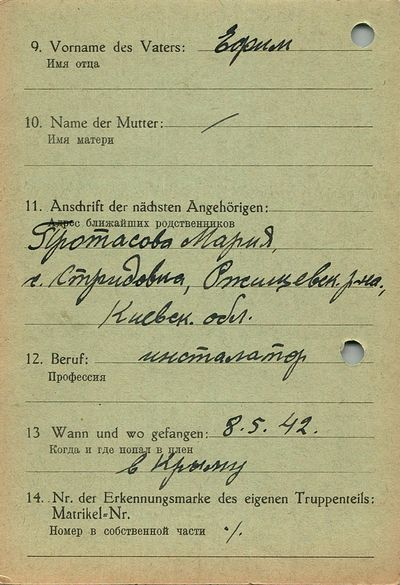 9. Vorname des Vaters: Ефим
Имя отца
10. Name der Mutter: /
Имя матери
11. Anschrift der nächsten Angehörigen:
Адрес ближайших родственников
Протасова Мария,
Ржищевск. р-на,
Киевск. обл.
12. Beruf: инсталатор
Профессия
13 Wann und wo gefangen: 8. 5. 42.
Когда и где попал в плен
в Крыму
14. Nr. der Erkennungsmarke des eigenen Truppenteils:
Matrikel-Nr.
Номер в собственной части ·/.